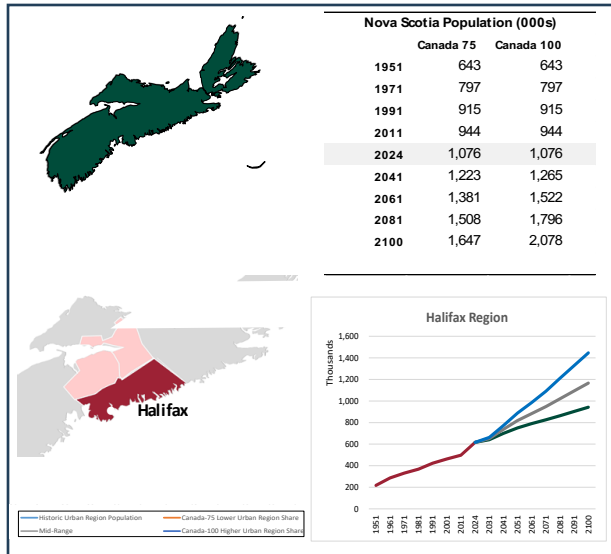 Nova Scotia Population (000s)
Canada 75 Canada 100
1951 643 643
1971 797 797
1991 915 915
2011 944 944
2024 1,076 1,076
2041 1,223 1,265
2061 1,381 1,522
2081 1,508 1,796
2100 1,647 2,078
Halifax
Historic Urban Region Population Canada-75 Lower Urban Region Share
Mid-Range Canada-100 Higher Urban Region Share
Halifax Region
Thousands
1,600
1,400
1,200
1,000
800
600
400
200
0
1951 1961 1971 1981 1991 2001 2011 2024 2031 2041 2051 2061 2071 2081 2091 2100